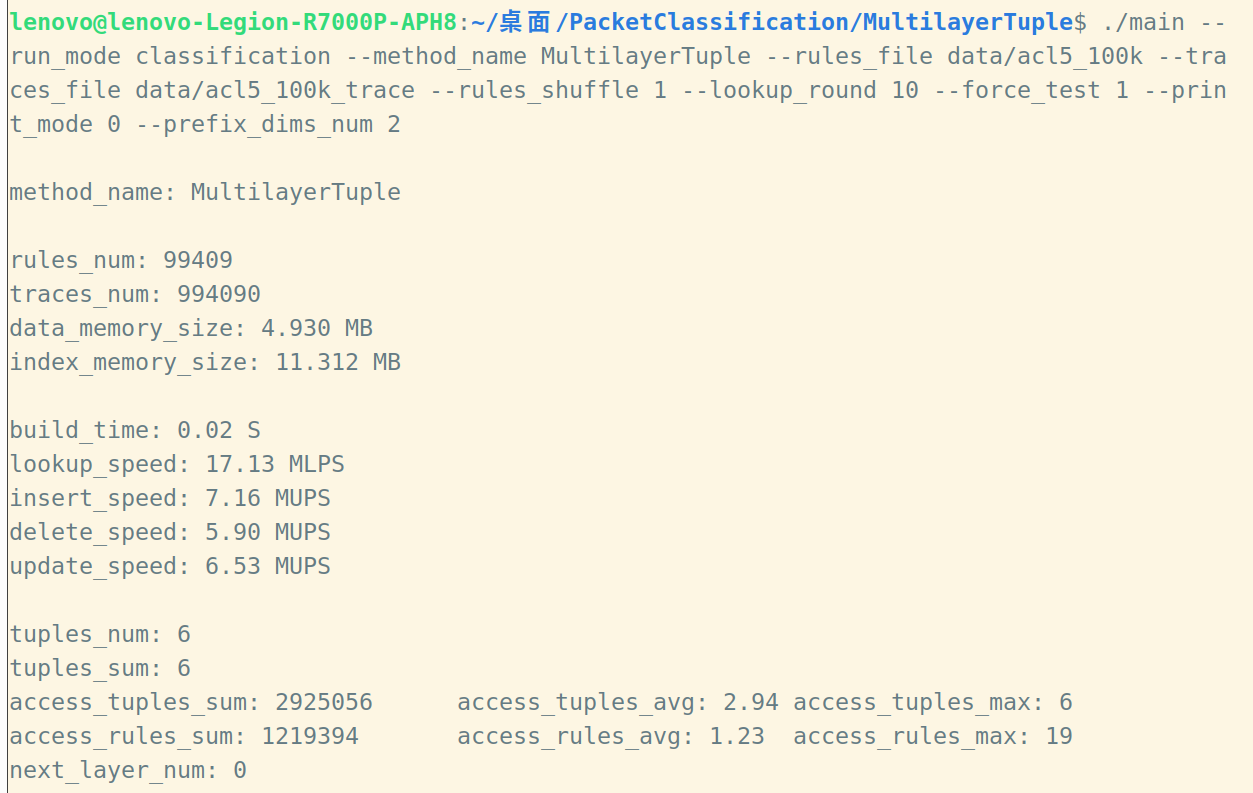 lenovo@lenovo-Legion-R7000P-APH8:~/桌面/PacketClassification/MultilayerTuple$ ./main --
run_mode classification --method_name MultilayerTuple --rules_file data/acl5_100k --tra
ces_file data/acl5_100k_trace --rules_shuffle 1 --lookup_round 10 --force_test 1 --prin
t_mode 0 --prefix_dims_num 2
method_name: MultilayerTuple
rules_num: 99409
traces_num: 994090
data_memory_size: 4.930 MB
index_memory_size: 11.312 MB
build_time: 0.02 S
lookup_speed: 17.13 MLPS
insert_speed: 7.16 MUPS
delete_speed: 5.90 MUPS
update_speed: 6.53 MUPS
tuples_num: 6
tuples_sum: 6
access_tuples_sum: 2925056 access_tuples_avg: 2.94 access_tuples_max: 6
access_rules_sum: 1219394 access_rules_avg: 1.23 access_rules_max: 19
next_layer_num: 0